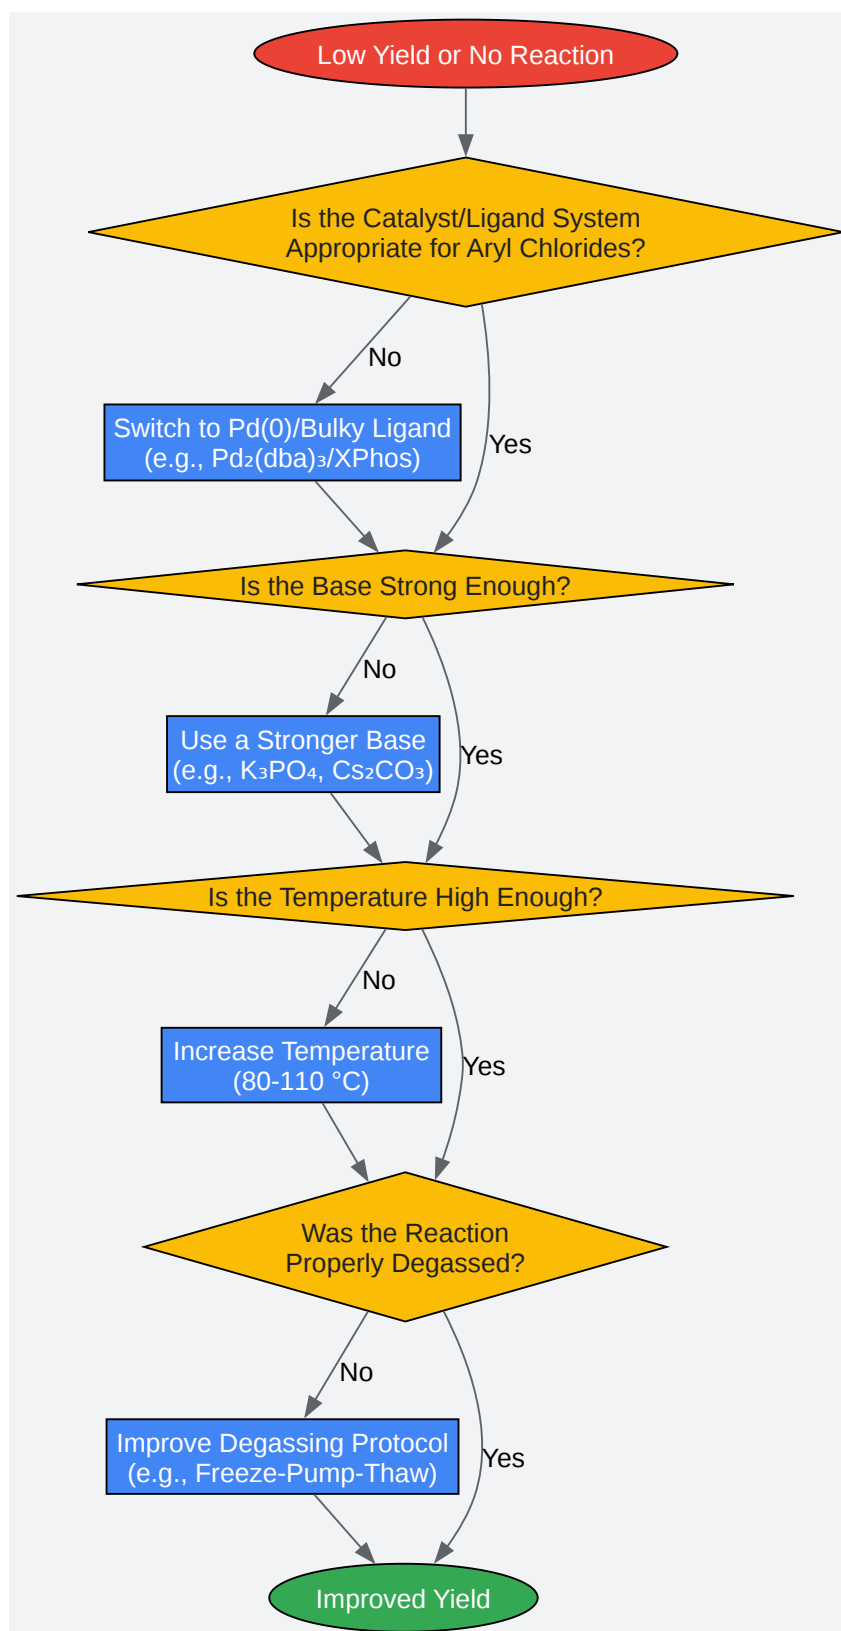 Low Yield or No Reaction
Is the Catalyst/Ligand System
Appropriate for Aryl Chlorides?
No
Switch to Pd(0)/Bulky Ligand
(e.g., Pd₂(dba)₃/XPhos)
Yes
Is the Base Strong Enough?
No
Use a Stronger Base
(e.g., K₃PO₄, Cs₂CO₃)
Yes
Is the Temperature High Enough?
No
Increase Temperature
(80-110 °C)
Yes
Was the Reaction
Properly Degassed?
No
Improve Degassing Protocol
(e.g., Freeze-Pump-Thaw)
Yes
Improved Yield